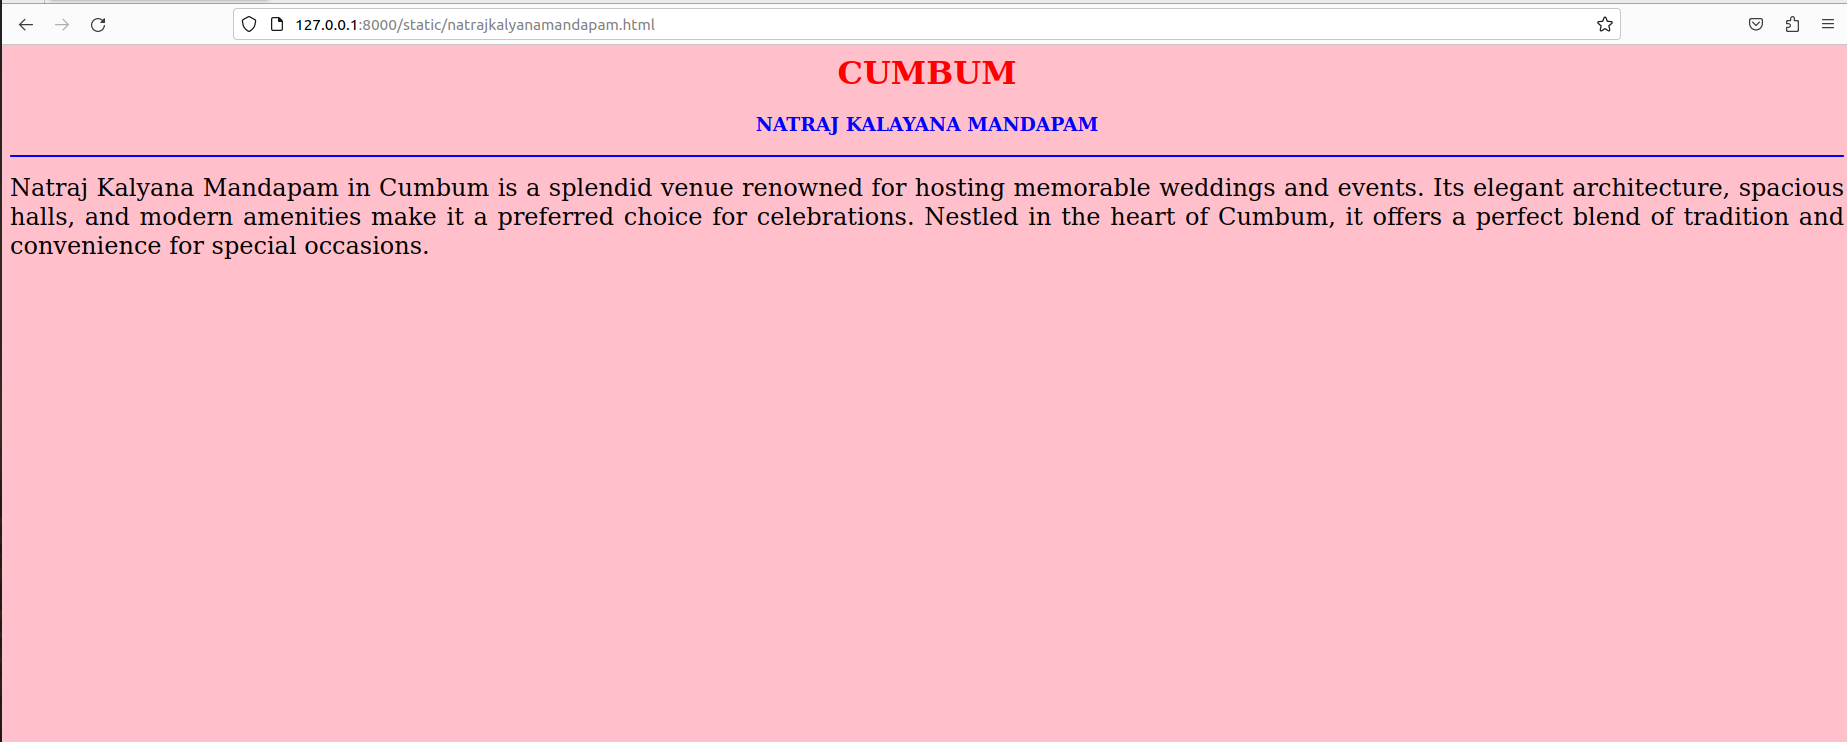 127.0.0.1:8000/static/natrajkalyanamandapam.html
CUMBUM
NATRAJ KALAYANA MANDAPAM
Natraj Kalyana Mandapam in Cumbum is a splendid venue renowned for hosting memorable weddings and events. Its elegant architecture, spacious
halls, and modern amenities make it a preferred choice for celebrations. Nestled in the heart of Cumbum, it offers a perfect blend of tradition and
convenience for special occasions.